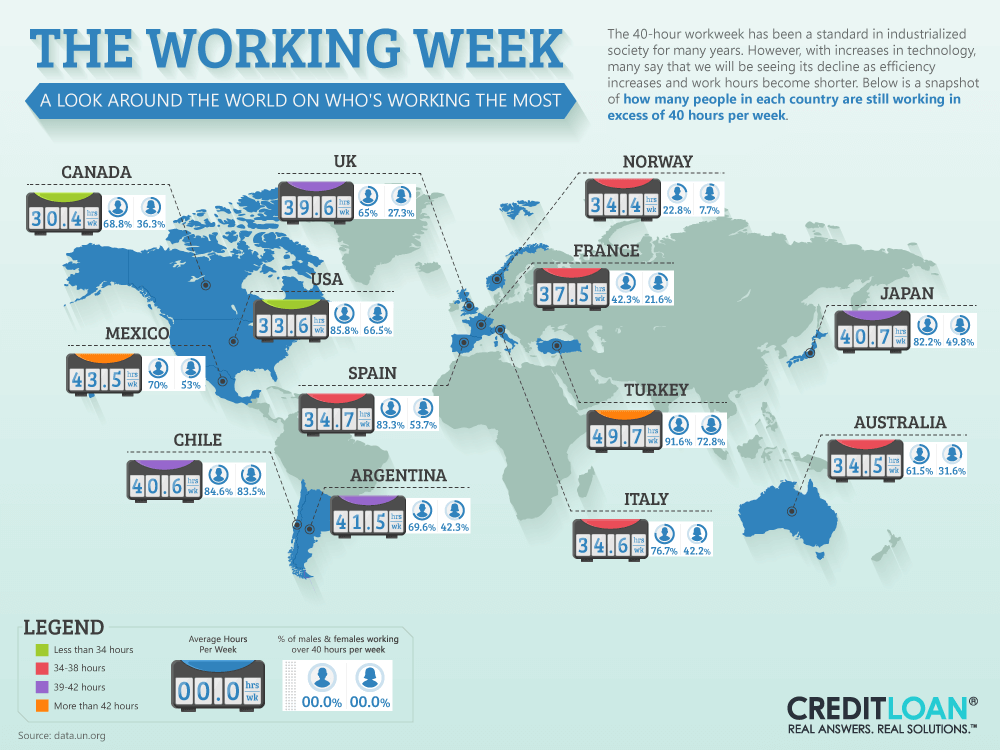 THE WORKING WEEK
A LOOK AROUND THE WORLD ON WHO'S WORKING THE MOST
The 40-hour workweek has been a standard in industrialized
society for many years. However, with increases in technology,
many say that we will be seeing its decline as efficiency
increases and work hours become shorter. Below is a snapshot
of how many people in each country are still working in
excess of 40 hours per week.
CANADA
30.4 hrs wk
68.8% 36.3%
UK
39.6 hrs wk
65% 27.3%
NORWAY
34.4 hrs wk
22.8% 7.7%
USA
33.6 hrs wk
85.8% 66.5%
FRANCE
37.5 hrs wk
42.3% 21.6%
JAPAN
40.7 hrs wk
82.2% 49.8%
MEXICO
43.5 hrs wk
70% 53%
SPAIN
34.7 hrs wk
83.3% 53.7%
TURKEY
49.7 hrs wk
91.6% 72.8%
AUSTRALIA
34.5 hrs wk
61.5% 31.6%
CHILE
40.6 hrs wk
84.6% 83.5%
ARGENTINA
41.5 hrs wk
69.6% 42.3%
ITALY
34.6 hrs wk
76.7% 42.2%
LEGEND
Less than 34 hours
34-38 hours
39-42 hours
More than 42 hours
Average Hours
Per Week
00.0 hrs wk
% of males & females working
over 40 hours per week
00.0% 00.0%
Source: data.un.org
CREDITLOAN®
REAL ANSWERS. REAL SOLUTIONS.™